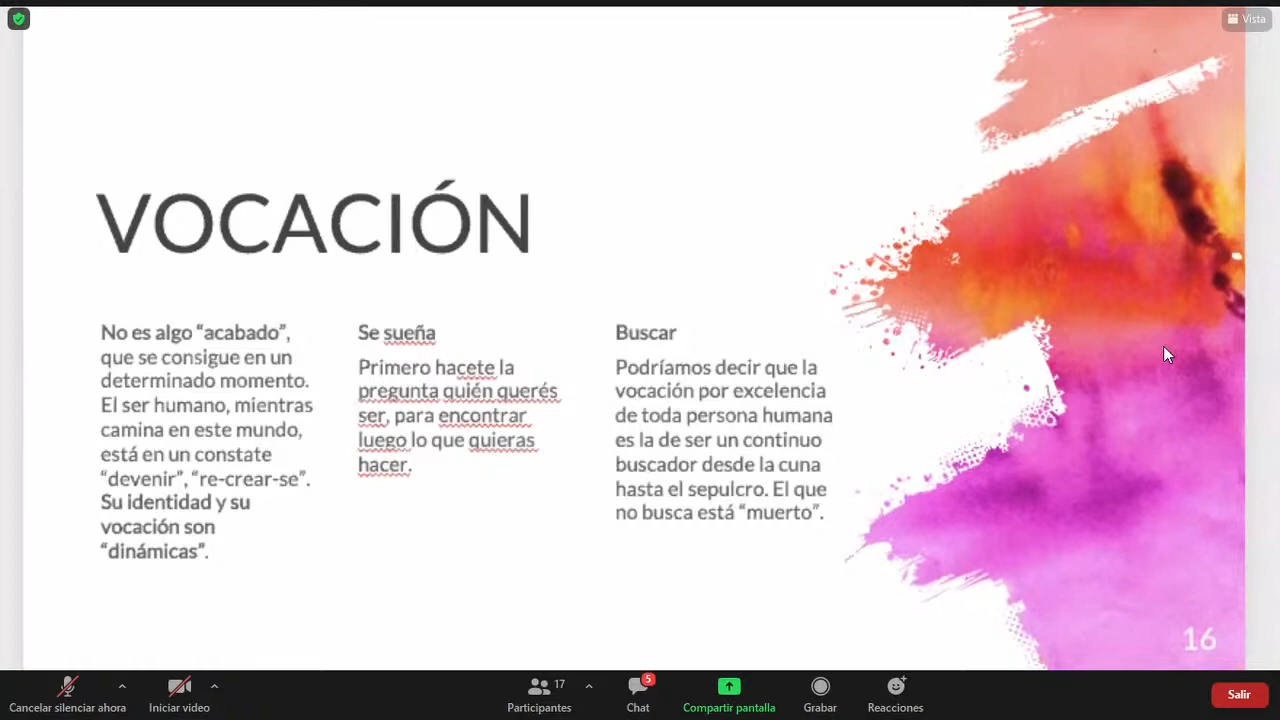 Vista
VOCACIÓN
No es algo “acabado”,
que se consigue en un
determinado momento.
El ser humano, mientras
camina en este mundo,
está en un constate
“devenir”, “re-crear-se”.
Su identidad y su
vocación son
“dinámicas”.
Se sueña
Primero hacete la
pregunta quién querés
ser, para encontrar
luego lo que quieras
hacer.
Buscar
Podríamos decir que la
vocación por excelencia
de toda persona humana
es la de ser un continuo
buscador desde la cuna
hasta el sepulcro. El que
no busca está “muerto”.
16
Cancelar silenciar ahora
Iniciar video
17
Participantes
5
Chat
Compartir pantalla
Grabar
Reacciones
Salir